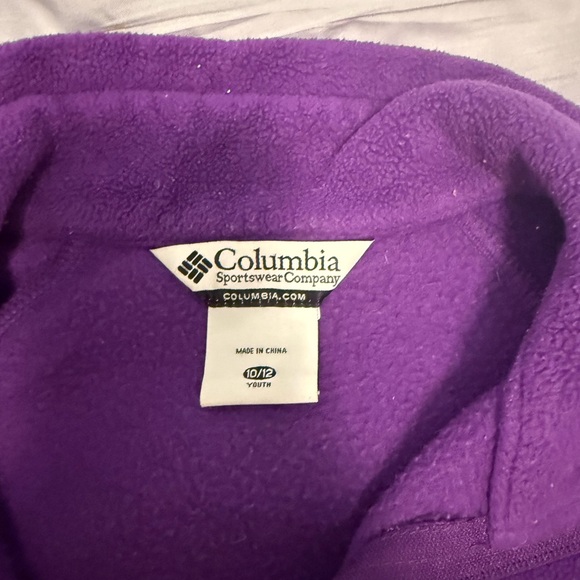 Columbia
Sportswear Company
COLUMBIA.COM
MADE IN CHINA
10/12
YOUTH